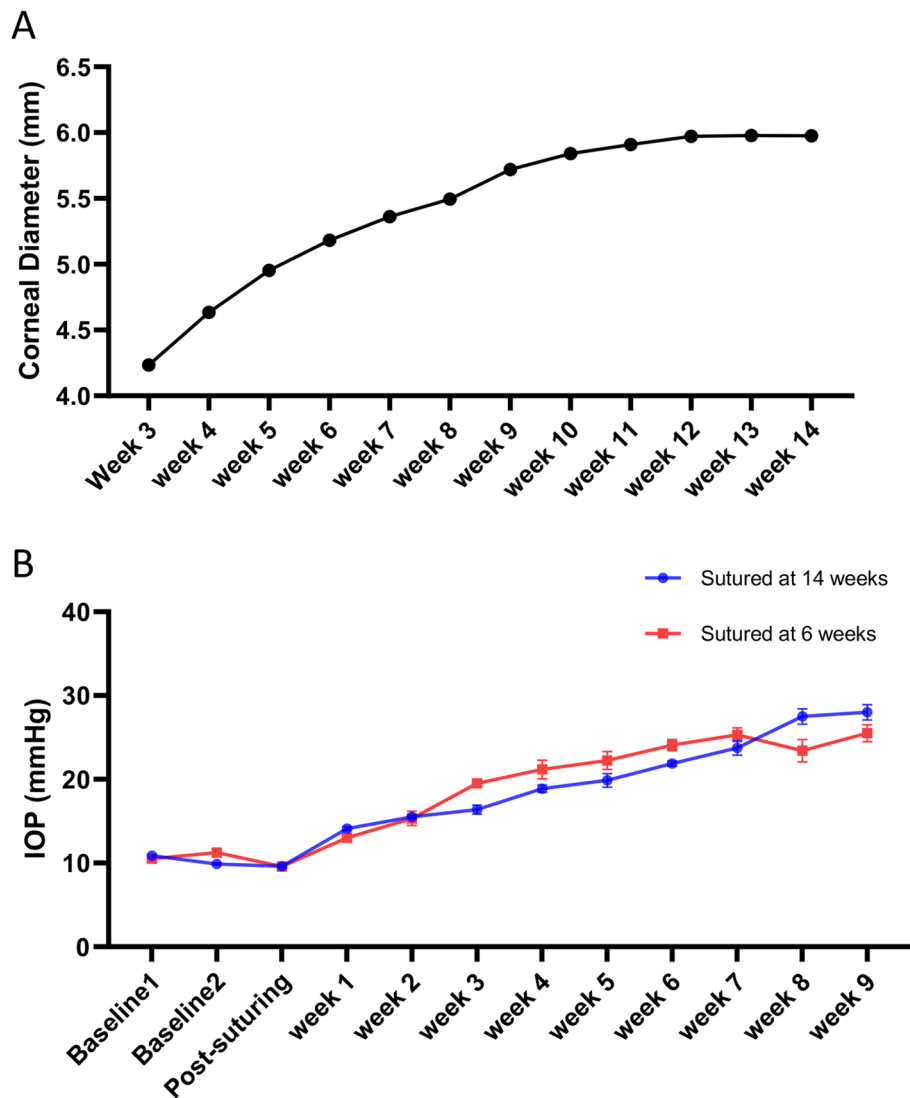 A
Corneal Diameter (mm)
6.5
6.0
5.5
5.0
4.5
4.0
Week 3
week 4
week 5
week 6
week 7
week 8
week 9
week 10
week 11
week 12
week 13
week 14
B
Sutured at 14 weeks
Sutured at 6 weeks
IOP (mmHg)
40
30
20
10
0
Baseline1
Baseline2
Post-suturing
week 1
week 2
week 3
week 4
week 5
week 6
week 7
week 8
week 9